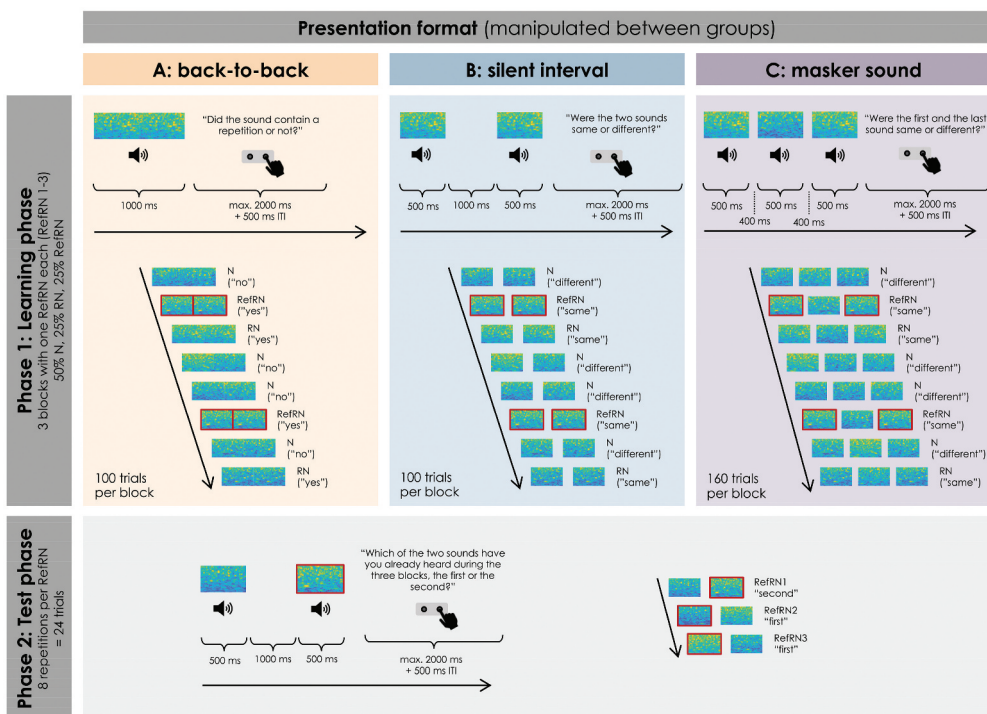 Presentation format (manipulated between groups)
A: back-to-back
B: silent interval
C: masker sound
Phase 1: Learning phase
3 blocks with one RefRN each (RefRN 1-3)
50% N, 25% RN, 25% RefRN
“Did the sound contain a
repetition or not?”
1000 ms
max. 2000 ms
+ 500 ms ITI
N
(“no”)
RefRN
("yes”)
RN
(“yes”)
N
(“no”)
N
(“no”)
RefRN
(“yes”)
N
(“no”)
RN
(“yes”)
100 trials
per block
“Were the two sounds
same or different?”
500 ms
1000 ms
500 ms
max. 2000 ms
+ 500 ms ITI
N
(“different”)
RefRN
("same”)
RN
(“same”)
N
(“different”)
N
(“different”)
RefRN
("same”)
N
(“different”)
RN
("same”)
100 trials
per block
“Were the first and the last
sound same or different?”
500 ms
500 ms
500 ms
400 ms
400 ms
max. 2000 ms
+ 500 ms ITI
N
(“different”)
RefRN
("same”)
RN
(“same”)
N
(“different”)
N
(“different”)
RefRN
("same”)
N
(“different”)
RN
("same”)
160 trials
per block
Phase 2: Test phase
8 repetitions per RefRN
= 24 trials
“Which of the two sounds have
you already heard during the
three blocks, the first or the
second?”
500 ms
1000 ms
500 ms
max. 2000 ms
+ 500 ms ITI
RefRN1
“second”
RefRN2
“first”
RefRN3
“first”